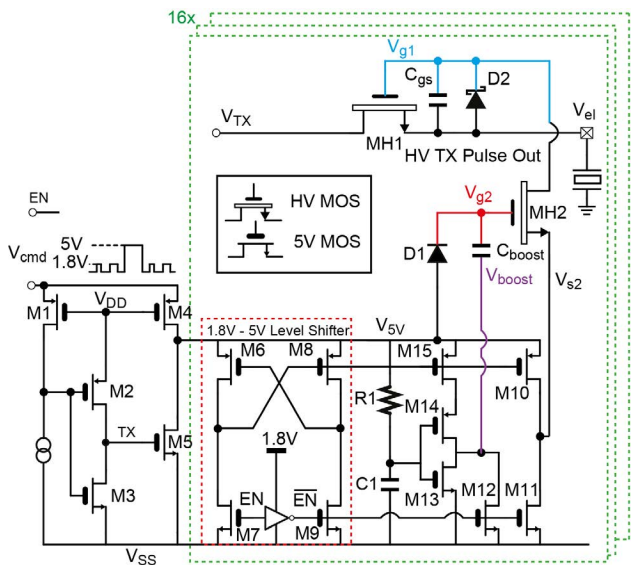 16x
Vg1
Cgs
D2
VTX
Vel
MH1
HV TX Pulse Out
EN
HV MOS
5V MOS
Vg2
MH2
D1
Cboost
Vboost
Vs2
Vcmd
5V
1.8V
M1
VDD
M4
1.8V - 5V Level Shifter
V5V
M6
M8
M15
M10
M2
R1
M14
TX
M5
1.8V
M3
EN
EN
C1
M13
M12
M11
M7
M9
VSS